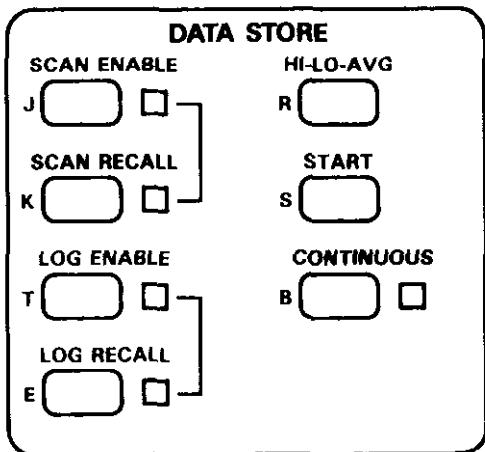 DATA STORE
SCAN ENABLE
J
SCAN RECALL
K
LOG ENABLE
T
LOG RECALL
E
HI-LO-AVG
R
START
S
CONTINUOUS
B